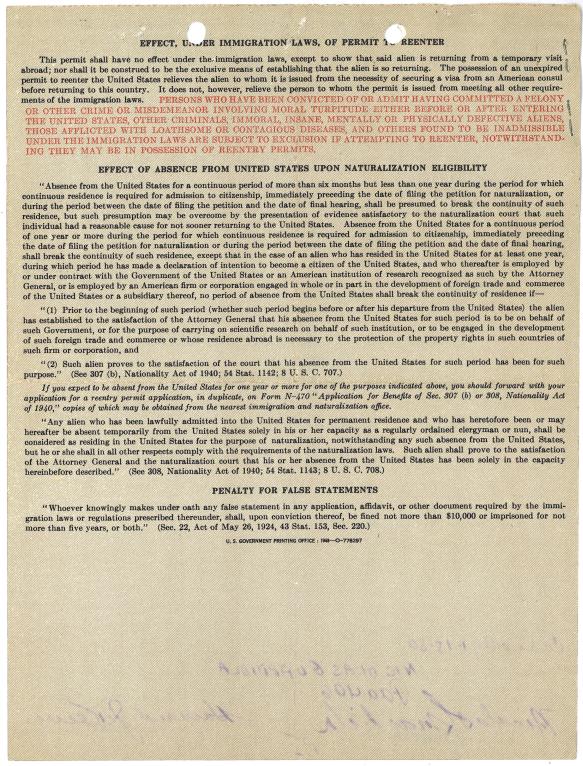 EFFECT, UNDER IMMIGRATION LAWS, OF PERMIT TO REENTER
This permit shall have no effect under the immigration laws, except to show that the alien is returning from a temporary visit
abroad; nor shall it be construed to be the exclusive means of establishing that the alien is so returning. The possession of an unexpired
permit to reenter the United States relieves the alien to whom it is issued from the necessity of securing a visa from an American consul
before returning to this country. It does not, however, relieve the person to whom the permit is issued from meeting all other require-
ments of the immigration laws. PERSONS WHO HAVE BEEN CONVICTED OF OR ADMIT HAVING COMMITTED A FELONY
OR OTHER CRIME OR MISDEMEANOR INVOLVING MORAL TURPITUDE EITHER BEFORE OR AFTER ENTERING
THE UNITED STATES, OTHER CRIMINALS, IMMORAL, INSANE, MENTALLY OR PHYSICALLY DEFECTIVE ALIENS,
THOSE AFFLICTED WITH LOATHSOME OR CONTAGIOUS DISEASES, AND OTHERS FOUND TO BE INADMISSIBLE
UNDER THE IMMIGRATION LAWS ARE SUBJECT TO EXCLUSION IF ATTEMPTING TO REENTER, NOTWITHSTAND-
ING THEY MAY BE IN POSSESSION OF REENTRY PERMITS.
EFFECT OF ABSENCE FROM UNITED STATES UPON NATURALIZATION ELIGIBILITY
"Absence from the United States for a continuous period of more than six months but less than one year during the period for which
continuous residence is required for admission to citizenship, immediately preceding the date of filing the petition for naturalization, or
during the period between the date of filing the petition and the date of final hearing, shall be presumed to break the continuity of such
residence, but such presumption may be overcome by the presentation of evidence satisfactory to the naturalization court that such
individual had a reasonable cause for not sooner returning to the United States. Absence from the United States for a continuous period
of one year or more during the period for which continuous residence is required for admission to citizenship, immediately preceding
the date of filing the petition for naturalization or during the period between the date of filing the petition and the date of final hearing,
shall break the continuity of such residence, except that in the case of an alien who has resided in the United States for at least one year,
during which period he has made a declaration of intention to become a citizen of the United States, and who thereafter is employed by
or under contract with the Government of the United States or an American institution of research recognized as such by the Attorney
General, or is employed by an American firm or corporation engaged in whole or in part in the development of foreign trade and commerce
of the United States or a subsidiary thereof, no period of absence from the United States shall break the continuity of residence if—
"(1) Prior to the beginning of such period (whether such period begins before or after his departure from the United States) the alien
has established to the satisfaction of the Attorney General that his absence from the United States for such period is to be on behalf of
such Government, or for the purpose of carrying on scientific research on behalf of such institution, or to be engaged in the development
of such foreign trade and commerce or whose residence abroad is necessary to the protection of the property rights in such countries of
such firm or corporation, and
"(2) Such alien proves to the satisfaction of the court that his absence from the United States for such period has been for such
purpose." (See 307 (b), Nationality Act of 1940; 54 Stat. 1142; 8 U. S. C. 707.)
If you expect to be absent from the United States for one year or more for one of the purposes indicated above, you should forward with your
application for a reentry permit application, in duplicate, on Form N-470 "Application for Benefits of Sec. 307 (b) or 308, Nationality Act
of 1940," copies of which may be obtained from the nearest immigration and naturalization office.
"Any alien who has been lawfully admitted into the United States for permanent residence and who has heretofore been or may
hereafter be absent temporarily from the United States solely in his or her capacity as a regularly ordained clergyman or nun, shall be
considered as residing in the United States for the purpose of naturalization, notwithstanding any such absence from the United States,
but he or she shall in all other respects comply with the requirements of the naturalization laws. Such alien shall prove to the satisfaction
of the Attorney General and the naturalization court that his or her absence from the United States has been solely in the capacity
hereinbefore described." (See 308, Nationality Act of 1940; 54 Stat. 1143; 8 U. S. C. 708.)
PENALTY FOR FALSE STATEMENTS
"Whoever knowingly makes under oath any false statement in any application, affidavit, or other document required by the immi-
gration laws or regulations prescribed thereunder, shall, upon conviction thereof, be fined not more than $10,000 or imprisoned for not
more than five years, or both." (Sec. 22, Act of May 26, 1924, 43 Stat. 153, Sec. 220.)
U. S. GOVERNMENT PRINTING OFFICE : 1948—O-778297